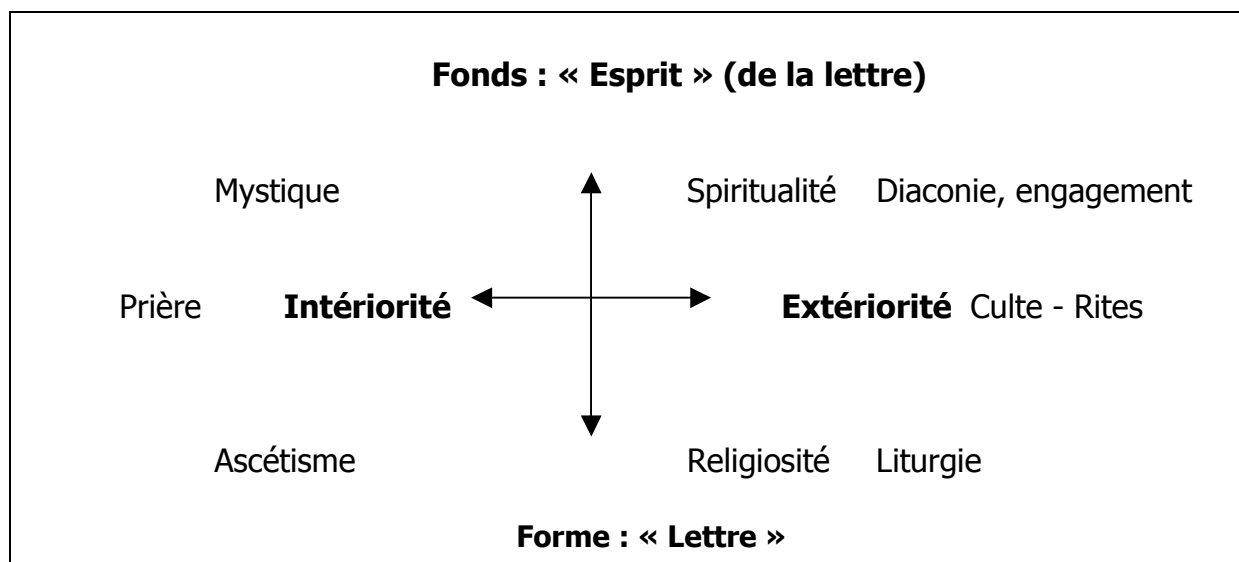 Fonds : « Esprit » (de la lettre)
Mystique Spiritualité Diaconie, engagement
Prière Intériorité Extériorité Culte - Rites
Ascétisme Religiosité Liturgie
Forme : « Lettre »